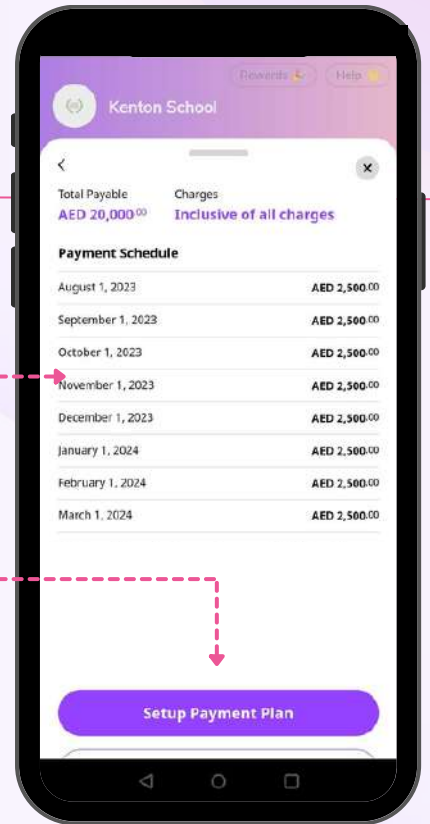 Rewards Help
Kenton School
Total Payable Charges
AED 20,000.00 Inclusive of all charges
Payment Schedule
August 1, 2023 AED 2,500.00
September 1, 2023 AED 2,500.00
October 1, 2023 AED 2,500.00
November 1, 2023 AED 2,500.00
December 1, 2023 AED 2,500.00
January 1, 2024 AED 2,500.00
February 1, 2024 AED 2,500.00
March 1, 2024 AED 2,500.00
Setup Payment Plan